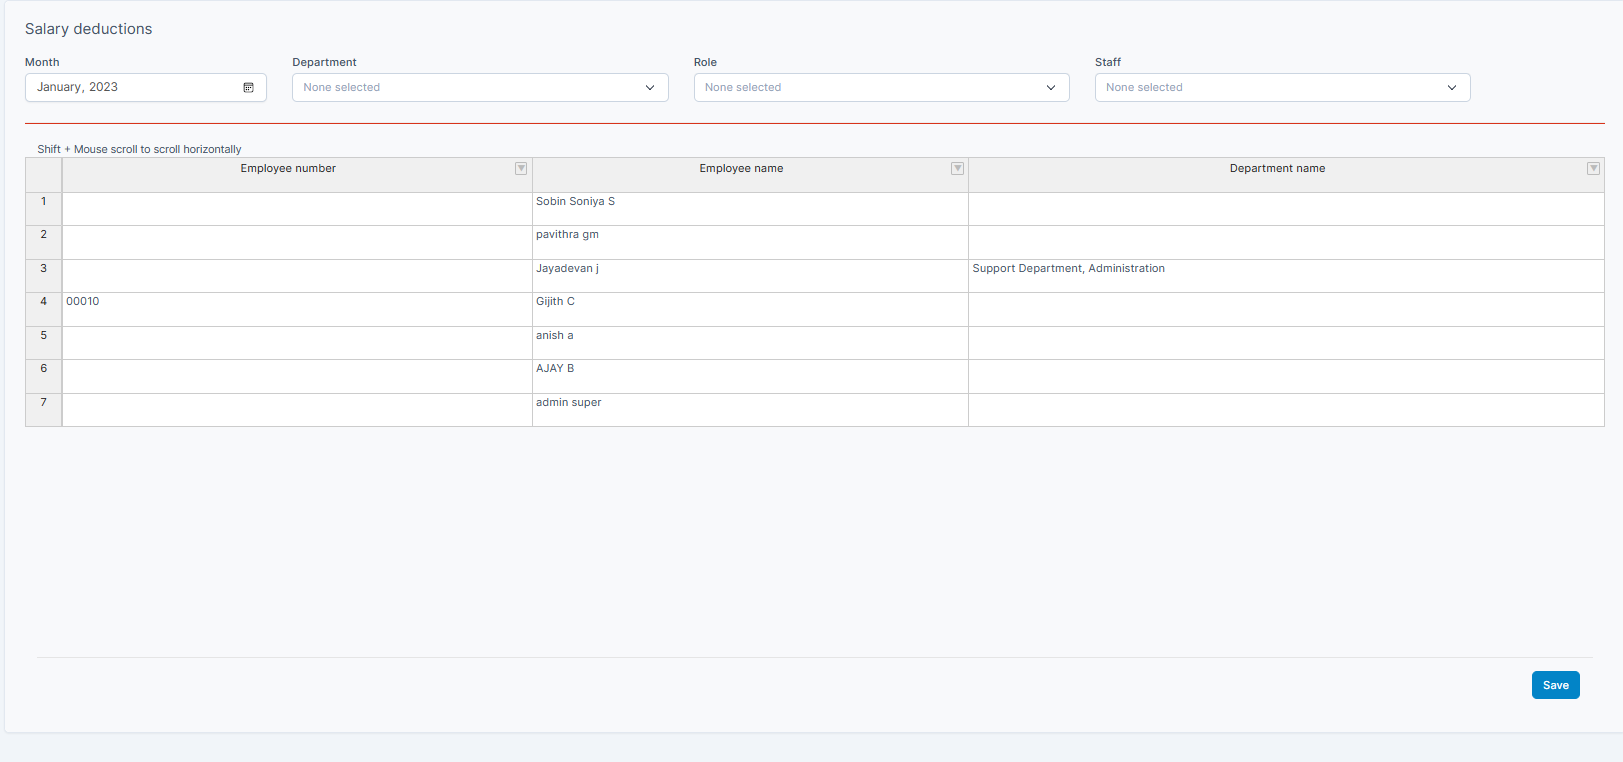 Salary deductions
Month Department Role Staff
January, 2023 None selected None selected None selected
Shift + Mouse scroll to scroll horizontally
Employee number Employee name Department name
1 Sobin Soniya S
2 pavithra gm
3 Jayadevan j Support Department, Administration
4 00010 Gijith C
5 anish a
6 AJAY B
7 admin super
Save